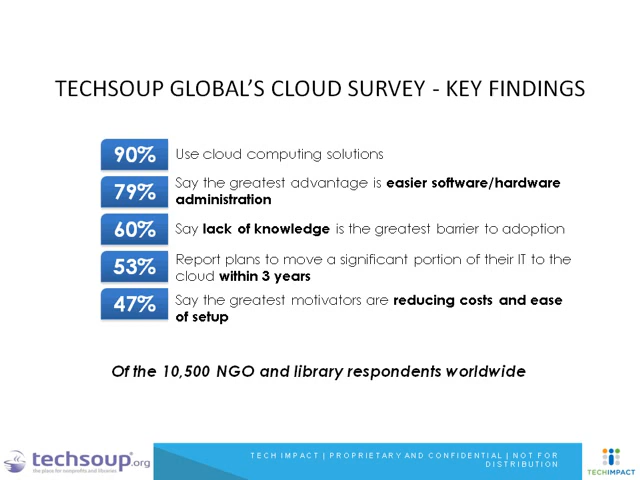 TECHSOUP GLOBAL'S CLOUD SURVEY - KEY FINDINGS
90% Use cloud computing solutions
79% Say the greatest advantage is easier software/hardware
administration
60% Say lack of knowledge is the greatest barrier to adoption
53% Report plans to move a significant portion of their IT to the
cloud within 3 years
47% Say the greatest motivators are reducing costs and ease
of setup
Of the 10,500 NGO and library respondents worldwide
techsoup.org
the place for nonprofits and libraries
TECH IMPACT | PROPRIETARY AND CONFIDENTIAL | NOT FOR
DISTRIBUTION
TECHIMPACT